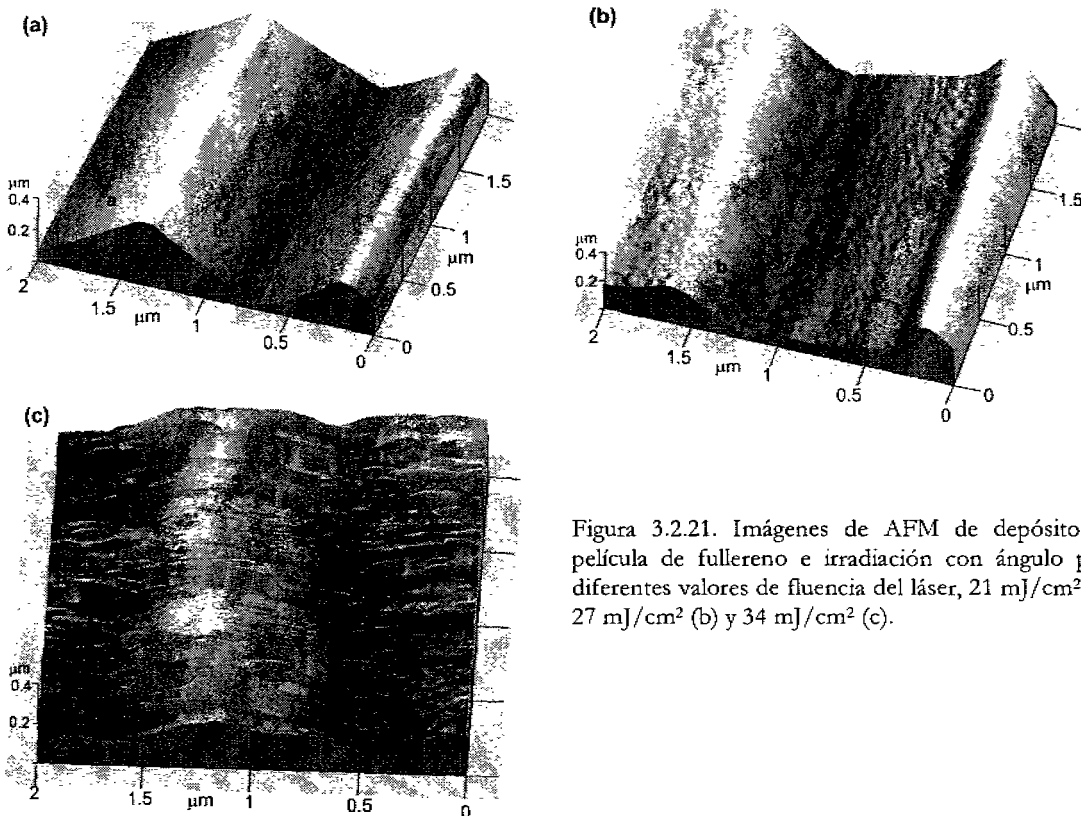 (a)
µm
0.4
0.2
a
b
2
1.5
µm
1
0.5
0
0
0.5
µm
1
1.5
(b)
µm
0.4
0.2
a
b
2
1.5
µm
1
0.5
0
0
0.5
µm
1
1.5
(c)
µm
0.4
0.2
2
1.5
µm
1
0.5
0
Figura 3.2.21. Imágenes de AFM de depósito
película de fullereno e irradiación con ángulo p
diferentes valores de fluencia del láser, 21 mJ/cm²
27 mJ/cm² (b) y 34 mJ/cm² (c).